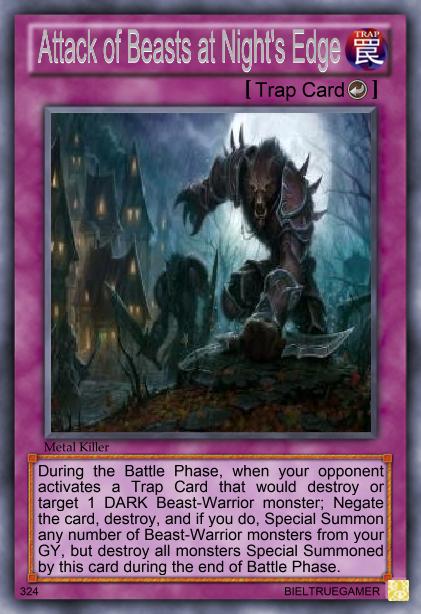 Attack of Beasts at Night's Edge
TRAP
罠
[ Trap Card ]
Metal Killer
During the Battle Phase, when your opponent
activates a Trap Card that would destroy or
target 1 DARK Beast-Warrior monster; Negate
the card, destroy, and if you do, Special Summon
any number of Beast-Warrior monsters from your
GY, but destroy all monsters Special Summoned
by this card during the end of Battle Phase.
324
BIELTRUEGAMER